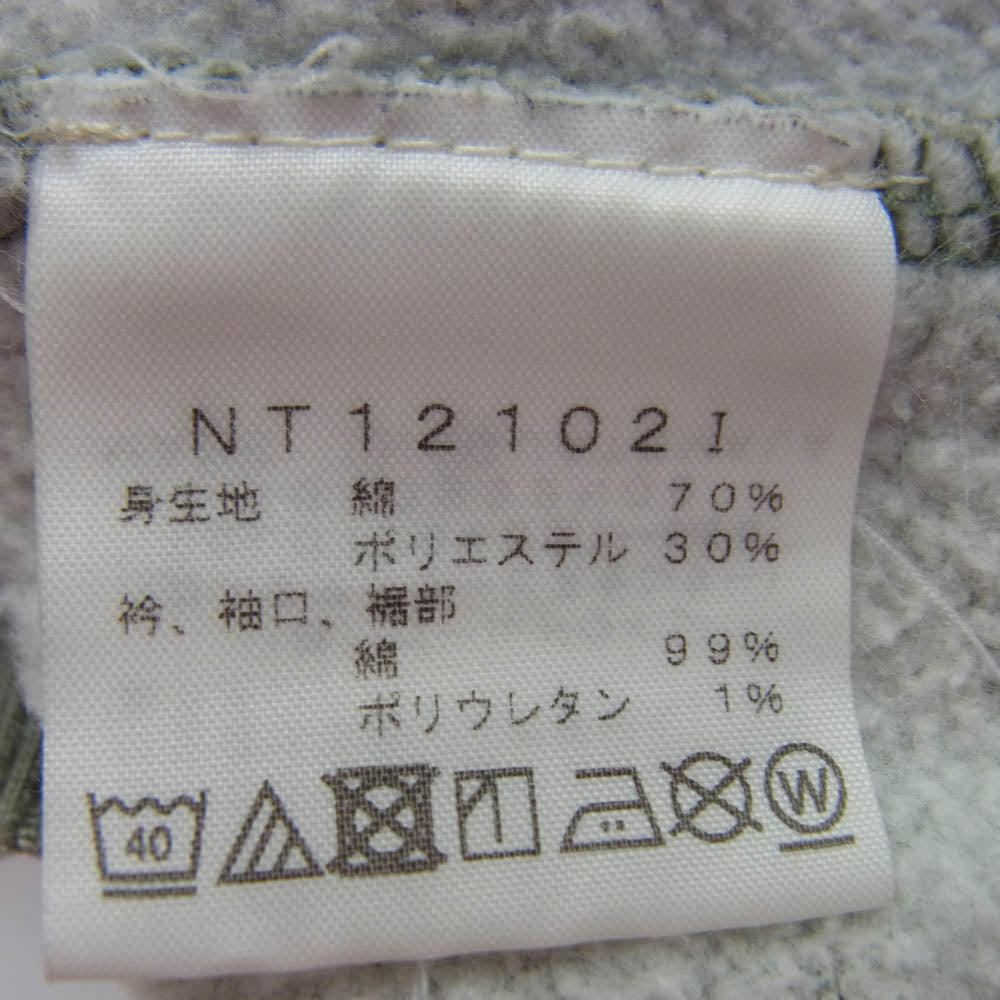 NT12102I
身生地 綿 70%
ポリエステル 30%
衿、袖口、裾部
綿 99%
ポリウレタン 1%
40 W